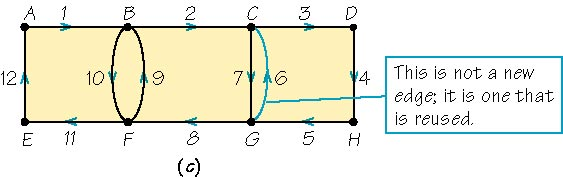 A 1 B 2 C 3 D
12 10 9 7 6 4
This is not a new
edge; it is one that
is reused.
E 11 F 8 G 5 H
(c)